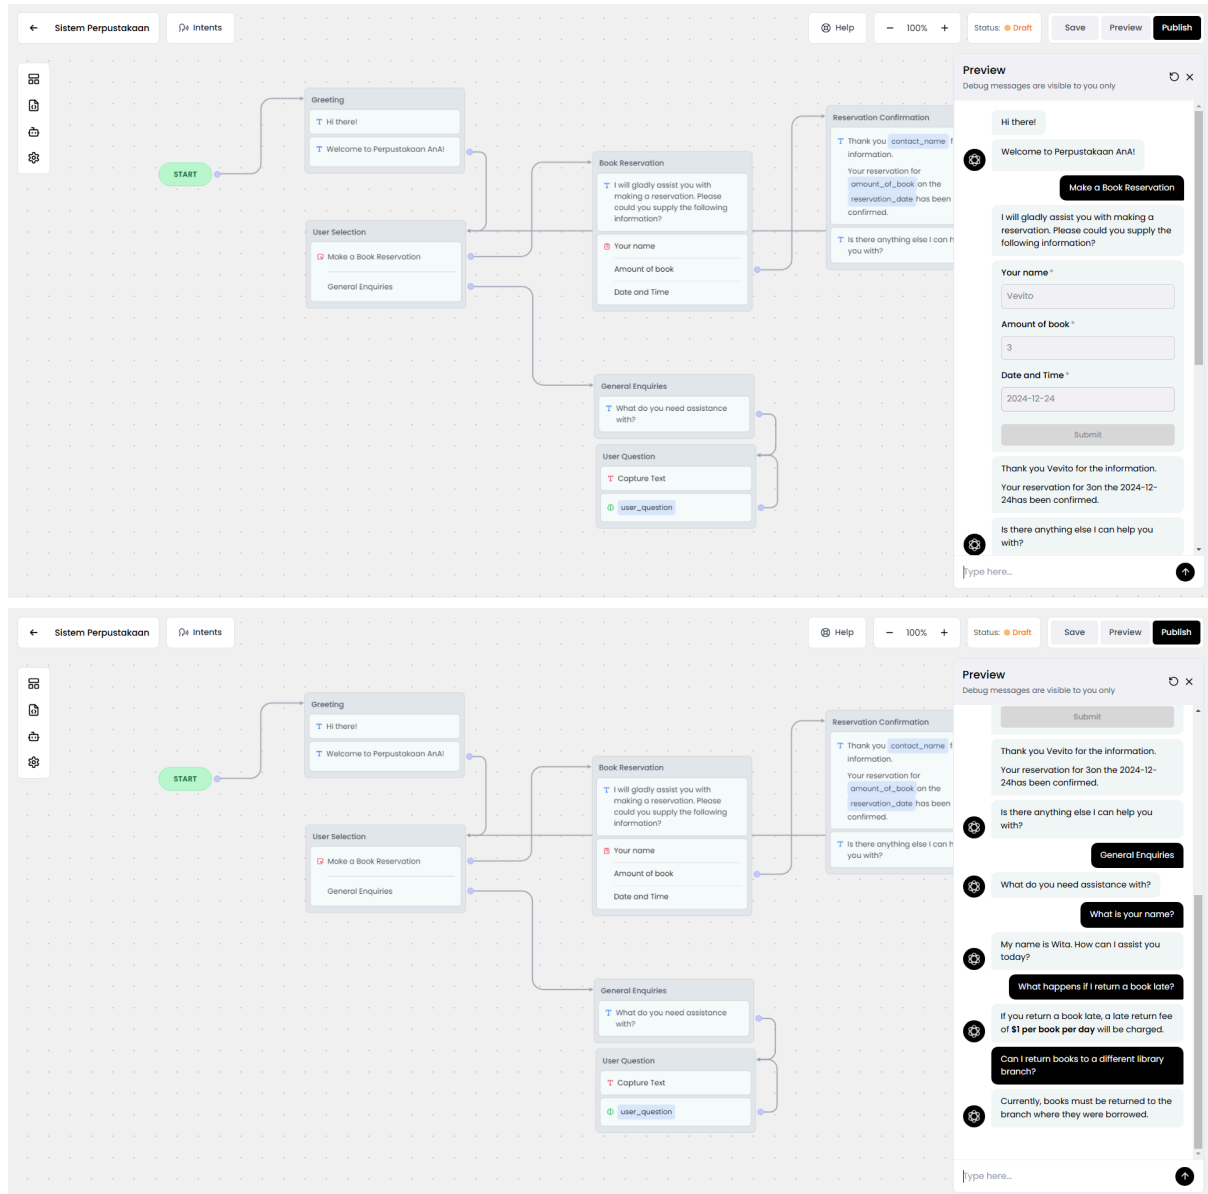 Sistem Perpustakaan
Intents
Help
100%
Status: Draft
Save
Preview
Publish
START
Greeting
Hi there!
Welcome to Perpustakaan AnA!
User Selection
Make a Book Reservation
General Enquiries
Book Reservation
I will gladly assist you with
making a reservation. Please
could you supply the following
information?
Your name
Amount of book
Date and Time
General Enquiries
What do you need assistance
with?
User Question
Capture Text
user_question
Reservation Confirmation
Thank you contact_name f
information.
Your reservation for
amount_of_book on the
reservation_date has been
confirmed.
Is there anything else I can h
you with?
Preview
Debug messages are visible to you only
Hi there!
Welcome to Perpustakaan AnA!
Make a Book Reservation
I will gladly assist you with making a
reservation. Please could you supply the
following information?
Your name*
Vevito
Amount of book*
3
Date and Time*
2024-12-24
Submit
Thank you Vevito for the information.
Your reservation for 3on the 2024-12-
24has been confirmed.
Is there anything else I can help you
with?
Type here...
Sistem Perpustakaan
Intents
Help
100%
Status: Draft
Save
Preview
Publish
START
Greeting
Hi there!
Welcome to Perpustakaan AnA!
User Selection
Make a Book Reservation
General Enquiries
Book Reservation
I will gladly assist you with
making a reservation. Please
could you supply the following
information?
Your name
Amount of book
Date and Time
General Enquiries
What do you need assistance
with?
User Question
Capture Text
user_question
Reservation Confirmation
Thank you contact_name f
information.
Your reservation for
amount_of_book on the
reservation_date has been
confirmed.
Is there anything else I can h
you with?
Preview
Debug messages are visible to you only
Submit
Thank you Vevito for the information.
Your reservation for 3on the 2024-12-
24has been confirmed.
Is there anything else I can help you
with?
General Enquiries
What do you need assistance with?
What is your name?
My name is Wita. How can I assist you
today?
What happens if I return a book late?
If you return a book late, a late return fee
of $1 per book per day will be charged.
Can I return books to a different library
branch?
Currently, books must be returned to the
branch where they were borrowed.
Type here...